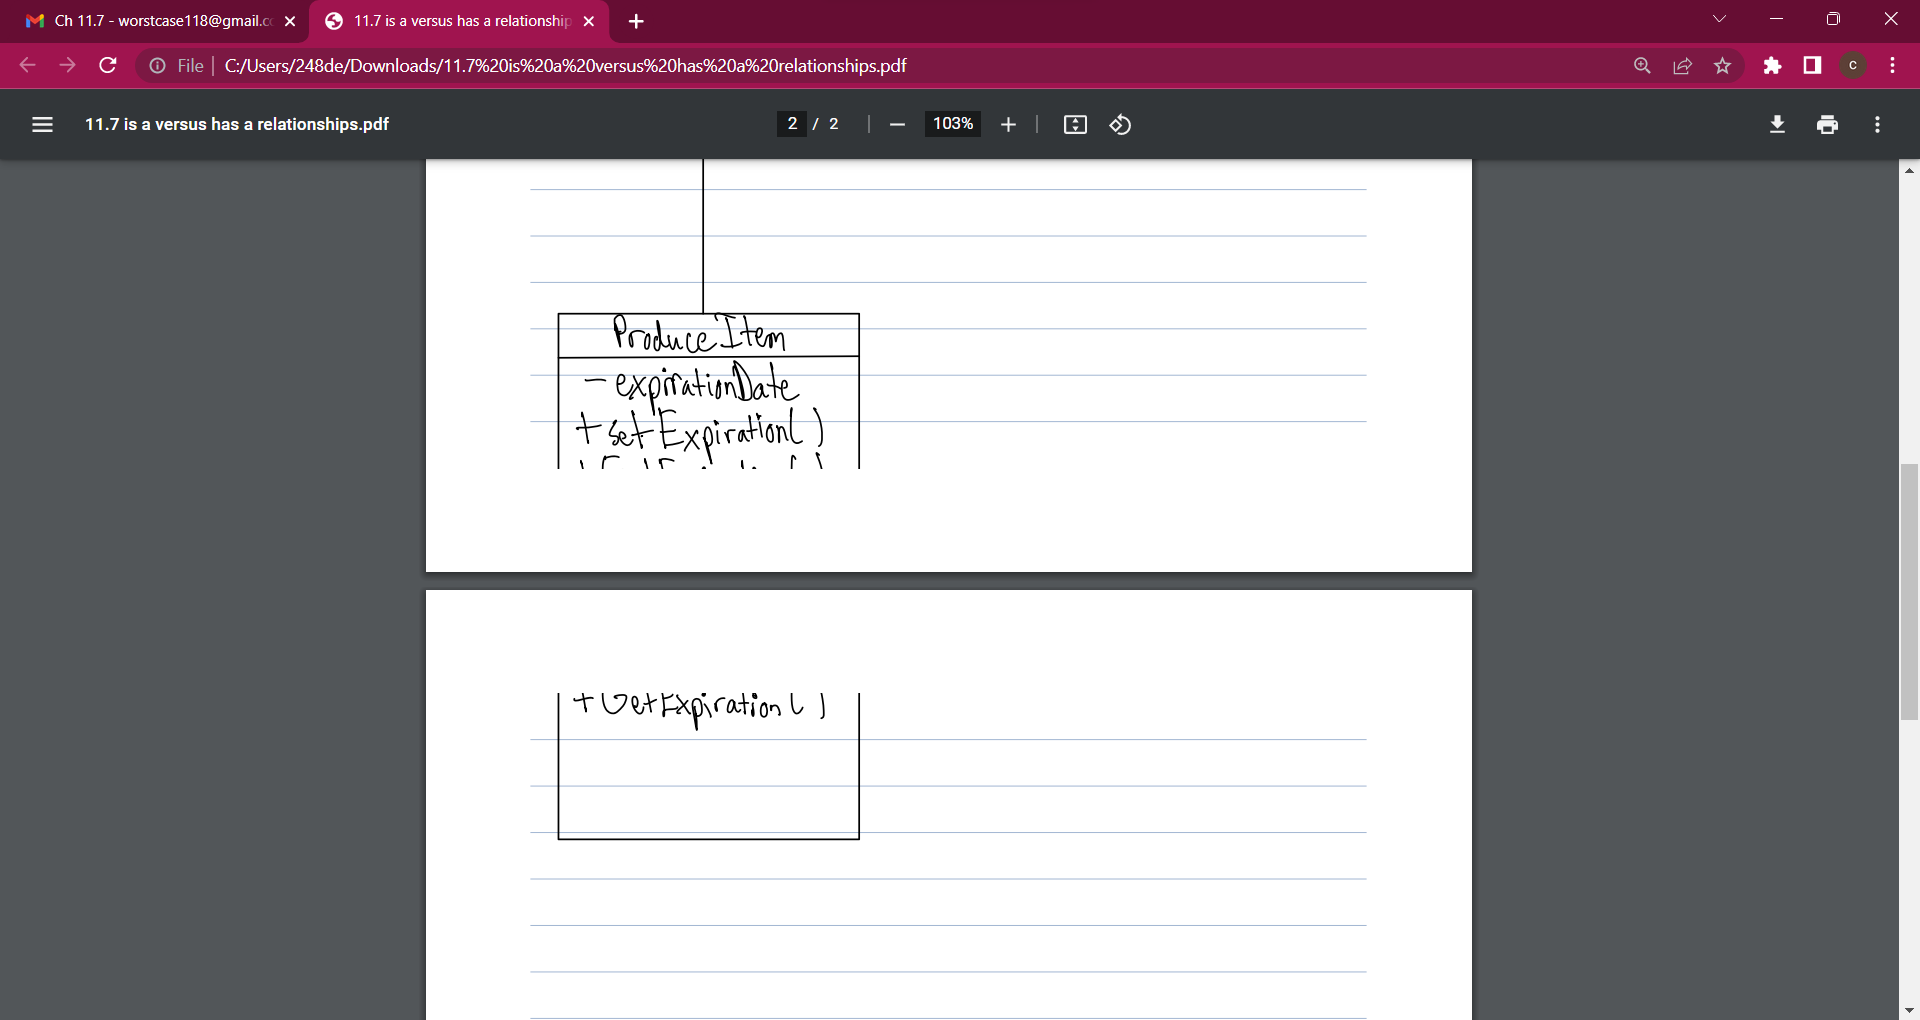 Ch 11.7 - worstcase118@gmail.c
11.7 is a versus has a relationship
File
C:/Users/248de/Downloads/11.7%20is%20a%20versus%20has%20a%20relationships.pdf
c
11.7 is a versus has a relationships.pdf
2 / 2
103%
ProduceItem
- expirationDate
+ setExpiration()
+ GetExpiration()
+ GetExpiration()